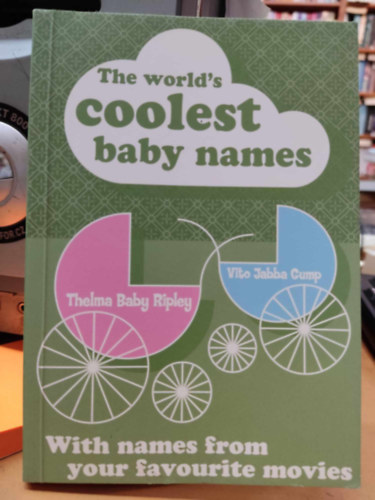 The world's
coolest
baby names
Thelma Baby Ripley
Vito Jabba Gump
With names from
your favourite movies